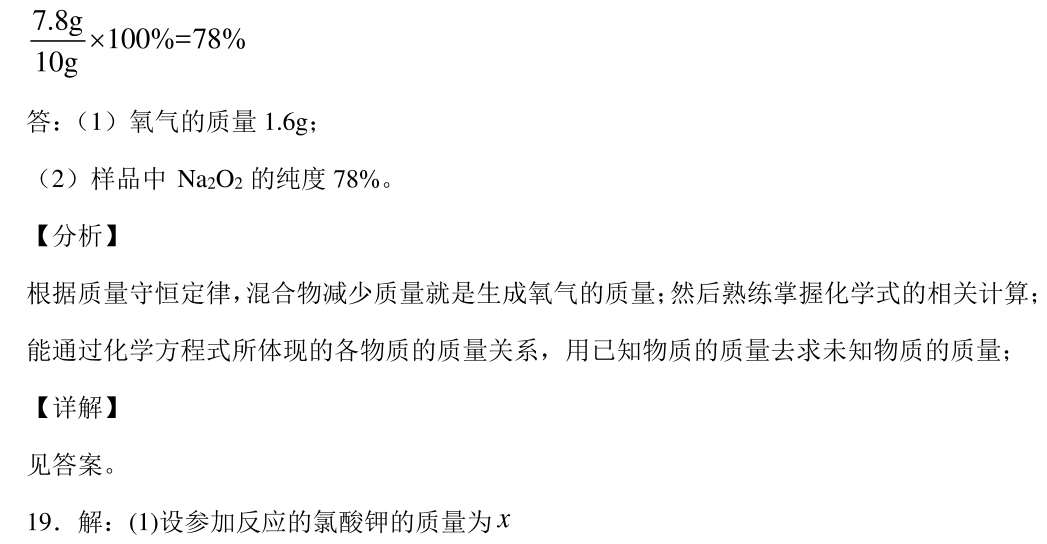 7.8g/10g×100%=78%
答：（1）氧气的质量 1.6g；
（2）样品中 Na₂O₂ 的纯度 78%。
【分析】
根据质量守恒定律，混合物减少质量就是生成氧气的质量；然后熟练掌握化学式的相关计算；
能通过化学方程式所体现的各物质的质量关系，用已知物质的质量去求未知物质的质量；
【详解】
见答案。
19．解：(1)设参加反应的氯酸钾的质量为 x